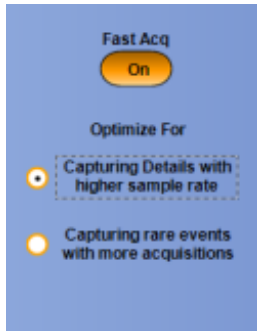 Fast Acq
On
Optimize For
Capturing Details with
higher sample rate
Capturing rare events
with more acquisitions